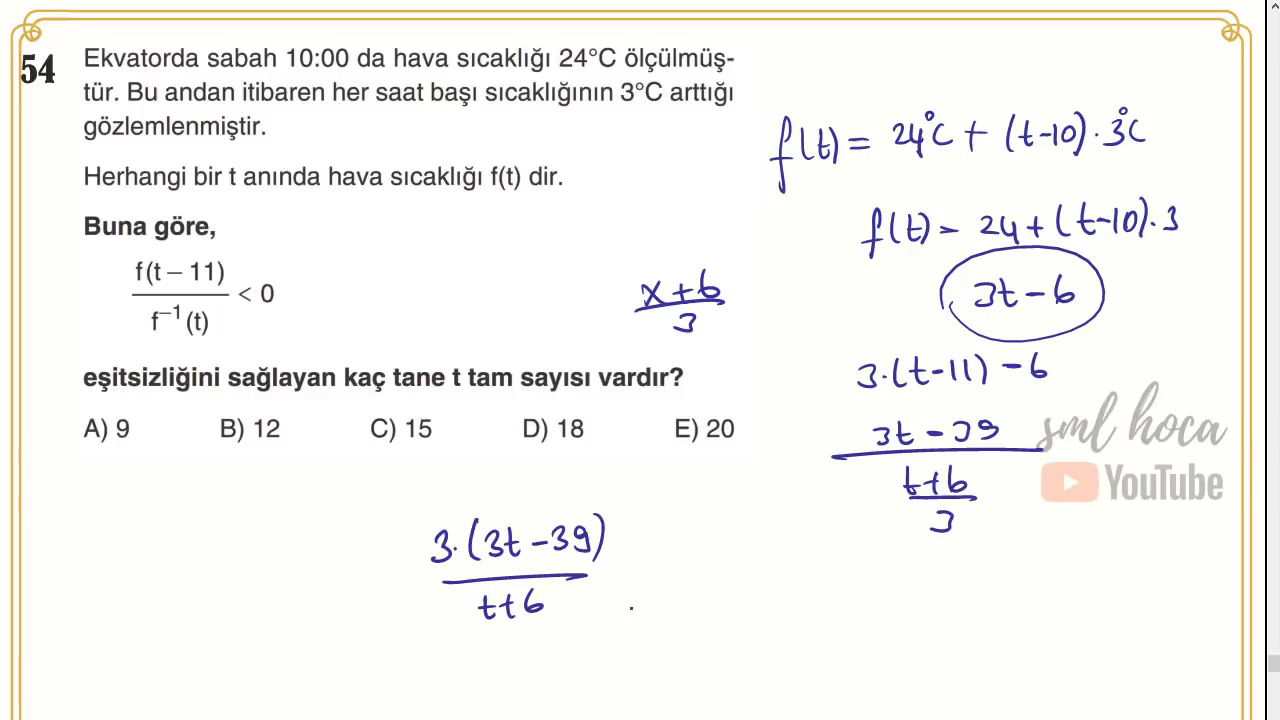 54
Ekvatorda sabah 10:00 da hava sıcaklığı 24°C ölçülmüş-
tür. Bu andan itibaren her saat başı sıcaklığının 3°C arttığı
gözlemlenmiştir.
Herhangi bir t anında hava sıcaklığı f(t) dir.
Buna göre,
f(t – 11)
f⁻¹(t)
< 0
eşitsizliğini sağlayan kaç tane t tam sayısı vardır?
A) 9 B) 12 C) 15 D) 18 E) 20
x+6
3
f(t) = 24°C + (t-10).3°C
f(t) = 24+(t-10).3
3t-6
3.(t-11) -6
3t-39
t+6
3
3.(3t-39)
t+6
sml hoca
YouTube